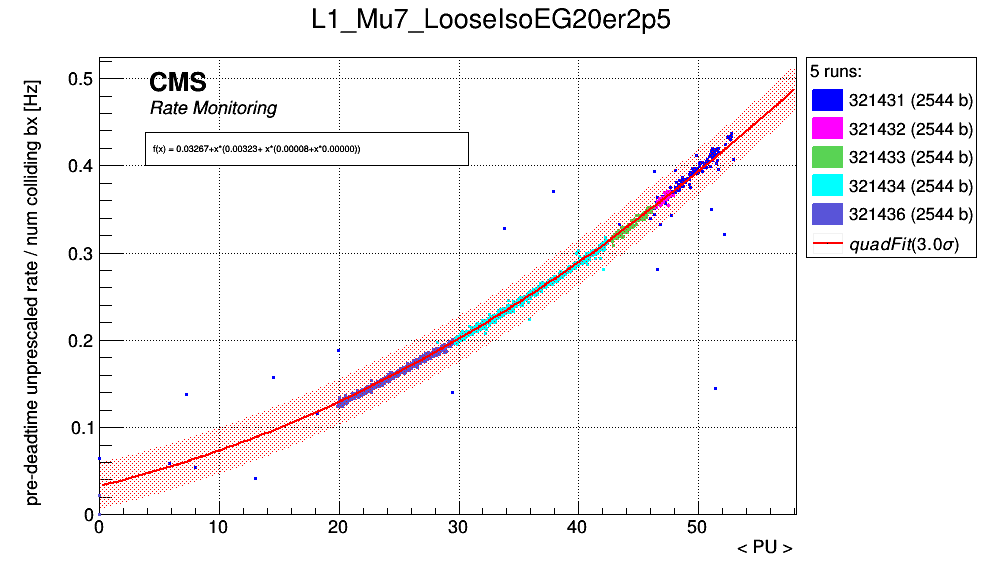 L1_Mu7_LooseIsoEG20er2p5
pre-deadtime unprescaled rate / num colliding bx [Hz]
0.5
0.4
0.3
0.2
0.1
0
CMS
Rate Monitoring
f(x) = 0.03267+x*(0.00323+ x*(0.00008+x*0.00000))
0 10 20 30 40 50
< PU >
5 runs:
321431 (2544 b)
321432 (2544 b)
321433 (2544 b)
321434 (2544 b)
321436 (2544 b)
quadFit(3.0σ)